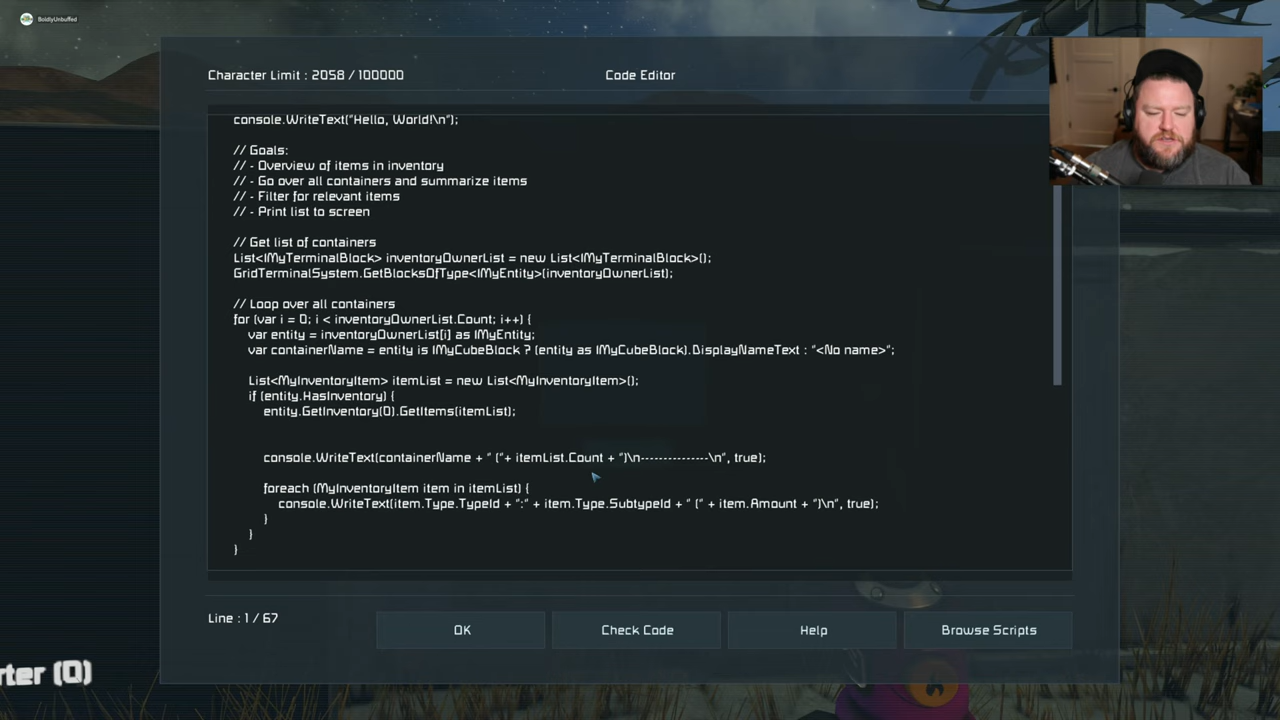 BoldlyUnbuffed
Character Limit : 2058 / 100000
Code Editor
console.WriteText("Hello, World!\n");
// Goals:
// - Overview of items in inventory
// - Go over all containers and summarize items
// - Filter for relevant items
// - Print list to screen
// Get list of containers
List<IMyTerminalBlock> inventoryOwnerList = new List<IMyTerminalBlock>();
GridTerminalSystem.GetBlocksOfType<IMyEntity>(inventoryOwnerList);
// Loop over all containers
for (var i = 0; i < inventoryOwnerList.Count; i++) {
var entity = inventoryOwnerList[i] as IMyEntity;
var containerName = entity is IMyCubeBlock ? (entity as IMyCubeBlock).DisplayNameText : "<No name>";
List<MyInventoryItem> itemList = new List<MyInventoryItem>();
if (entity.HasInventory) {
entity.GetInventory(0).GetItems(itemList);
console.WriteText(containerName + " ("+ itemList.Count + ")\n---------------\n", true);
foreach (MyInventoryItem item in itemList) {
console.WriteText(item.Type.TypeId + ":" + item.Type.SubtypeId + " (" + item.Amount + ")\n", true);
}
}
}
Line : 1 / 67
OK
Check Code
Help
Browse Scripts
rter (0)